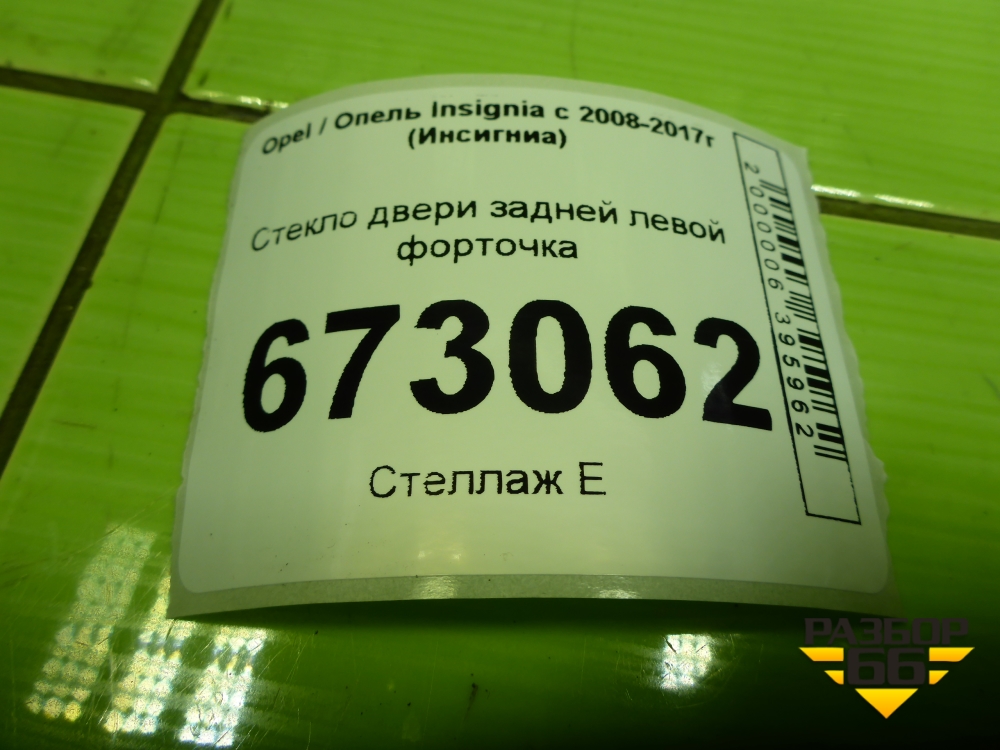 Opel / Опель Insignia с 2008-2017г
(Инсигниа)
Стекло двери задней левой
форточка
673062
Стеллаж Е
2000006395962
РАЗБОР
66